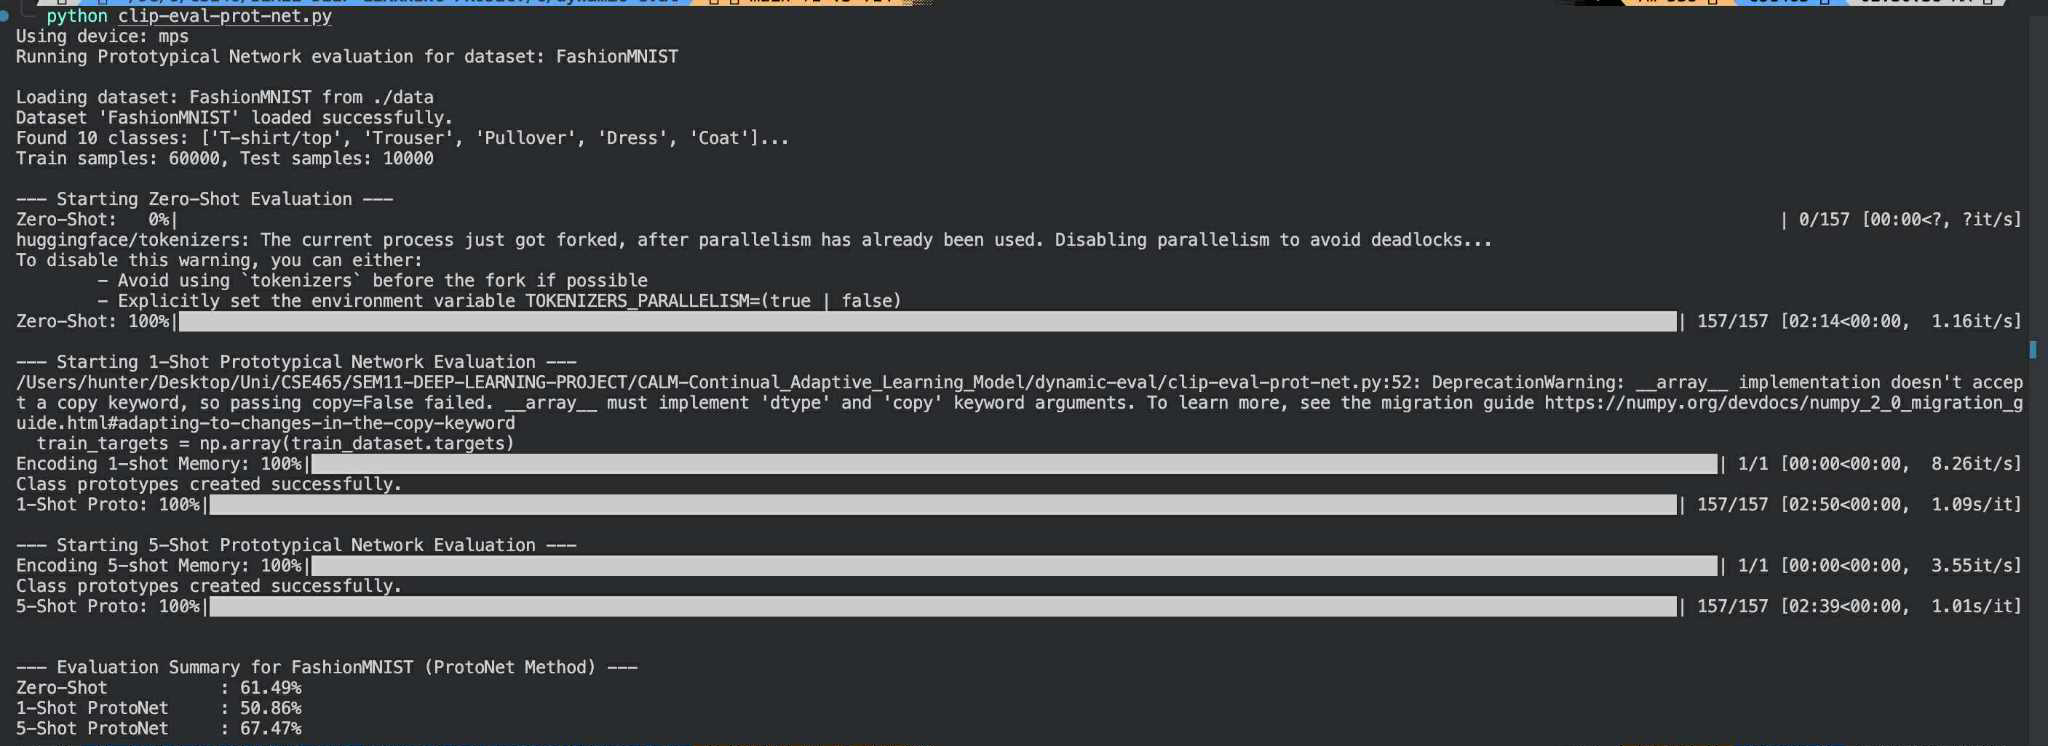 python clip-eval-prot-net.py
Using device: mps
Running Prototypical Network evaluation for dataset: FashionMNIST
Loading dataset: FashionMNIST from ./data
Dataset 'FashionMNIST' loaded successfully.
Found 10 classes: ['T-shirt/top', 'Trouser', 'Pullover', 'Dress', 'Coat']...
Train samples: 60000, Test samples: 10000
--- Starting Zero-Shot Evaluation ---
Zero-Shot:   0%| | 0/157 [00:00<?, ?it/s]
huggingface/tokenizers: The current process just got forked, after parallelism has already been used. Disabling parallelism to avoid deadlocks...
To disable this warning, you can either:
- Avoid using `tokenizers` before the fork if possible
- Explicitly set the environment variable TOKENIZERS_PARALLELISM=(true | false)
Zero-Shot: 100%| | 157/157 [02:14<00:00,  1.16it/s]
--- Starting 1-Shot Prototypical Network Evaluation ---
/Users/hunter/Desktop/Uni/CSE465/SEM11-DEEP-LEARNING-PROJECT/CALM-Continual_Adaptive_Learning_Model/dynamic-eval/clip-eval-prot-net.py:52: DeprecationWarning: __array__ implementation doesn't accep
t a copy keyword, so passing copy=False failed. __array__ must implement 'dtype' and 'copy' keyword arguments. To learn more, see the migration guide https://numpy.org/devdocs/numpy_2_0_migration_g
uide.html#adapting-to-changes-in-the-copy-keyword
train_targets = np.array(train_dataset.targets)
Encoding 1-shot Memory: 100%| | 1/1 [00:00<00:00,  8.26it/s]
Class prototypes created successfully.
1-Shot Proto: 100%| | 157/157 [02:50<00:00,  1.09s/it]
--- Starting 5-Shot Prototypical Network Evaluation ---
Encoding 5-shot Memory: 100%| | 1/1 [00:00<00:00,  3.55it/s]
Class prototypes created successfully.
5-Shot Proto: 100%| | 157/157 [02:39<00:00,  1.01s/it]
--- Evaluation Summary for FashionMNIST (ProtoNet Method) ---
Zero-Shot           : 61.49%
1-Shot ProtoNet     : 50.86%
5-Shot ProtoNet     : 67.47%